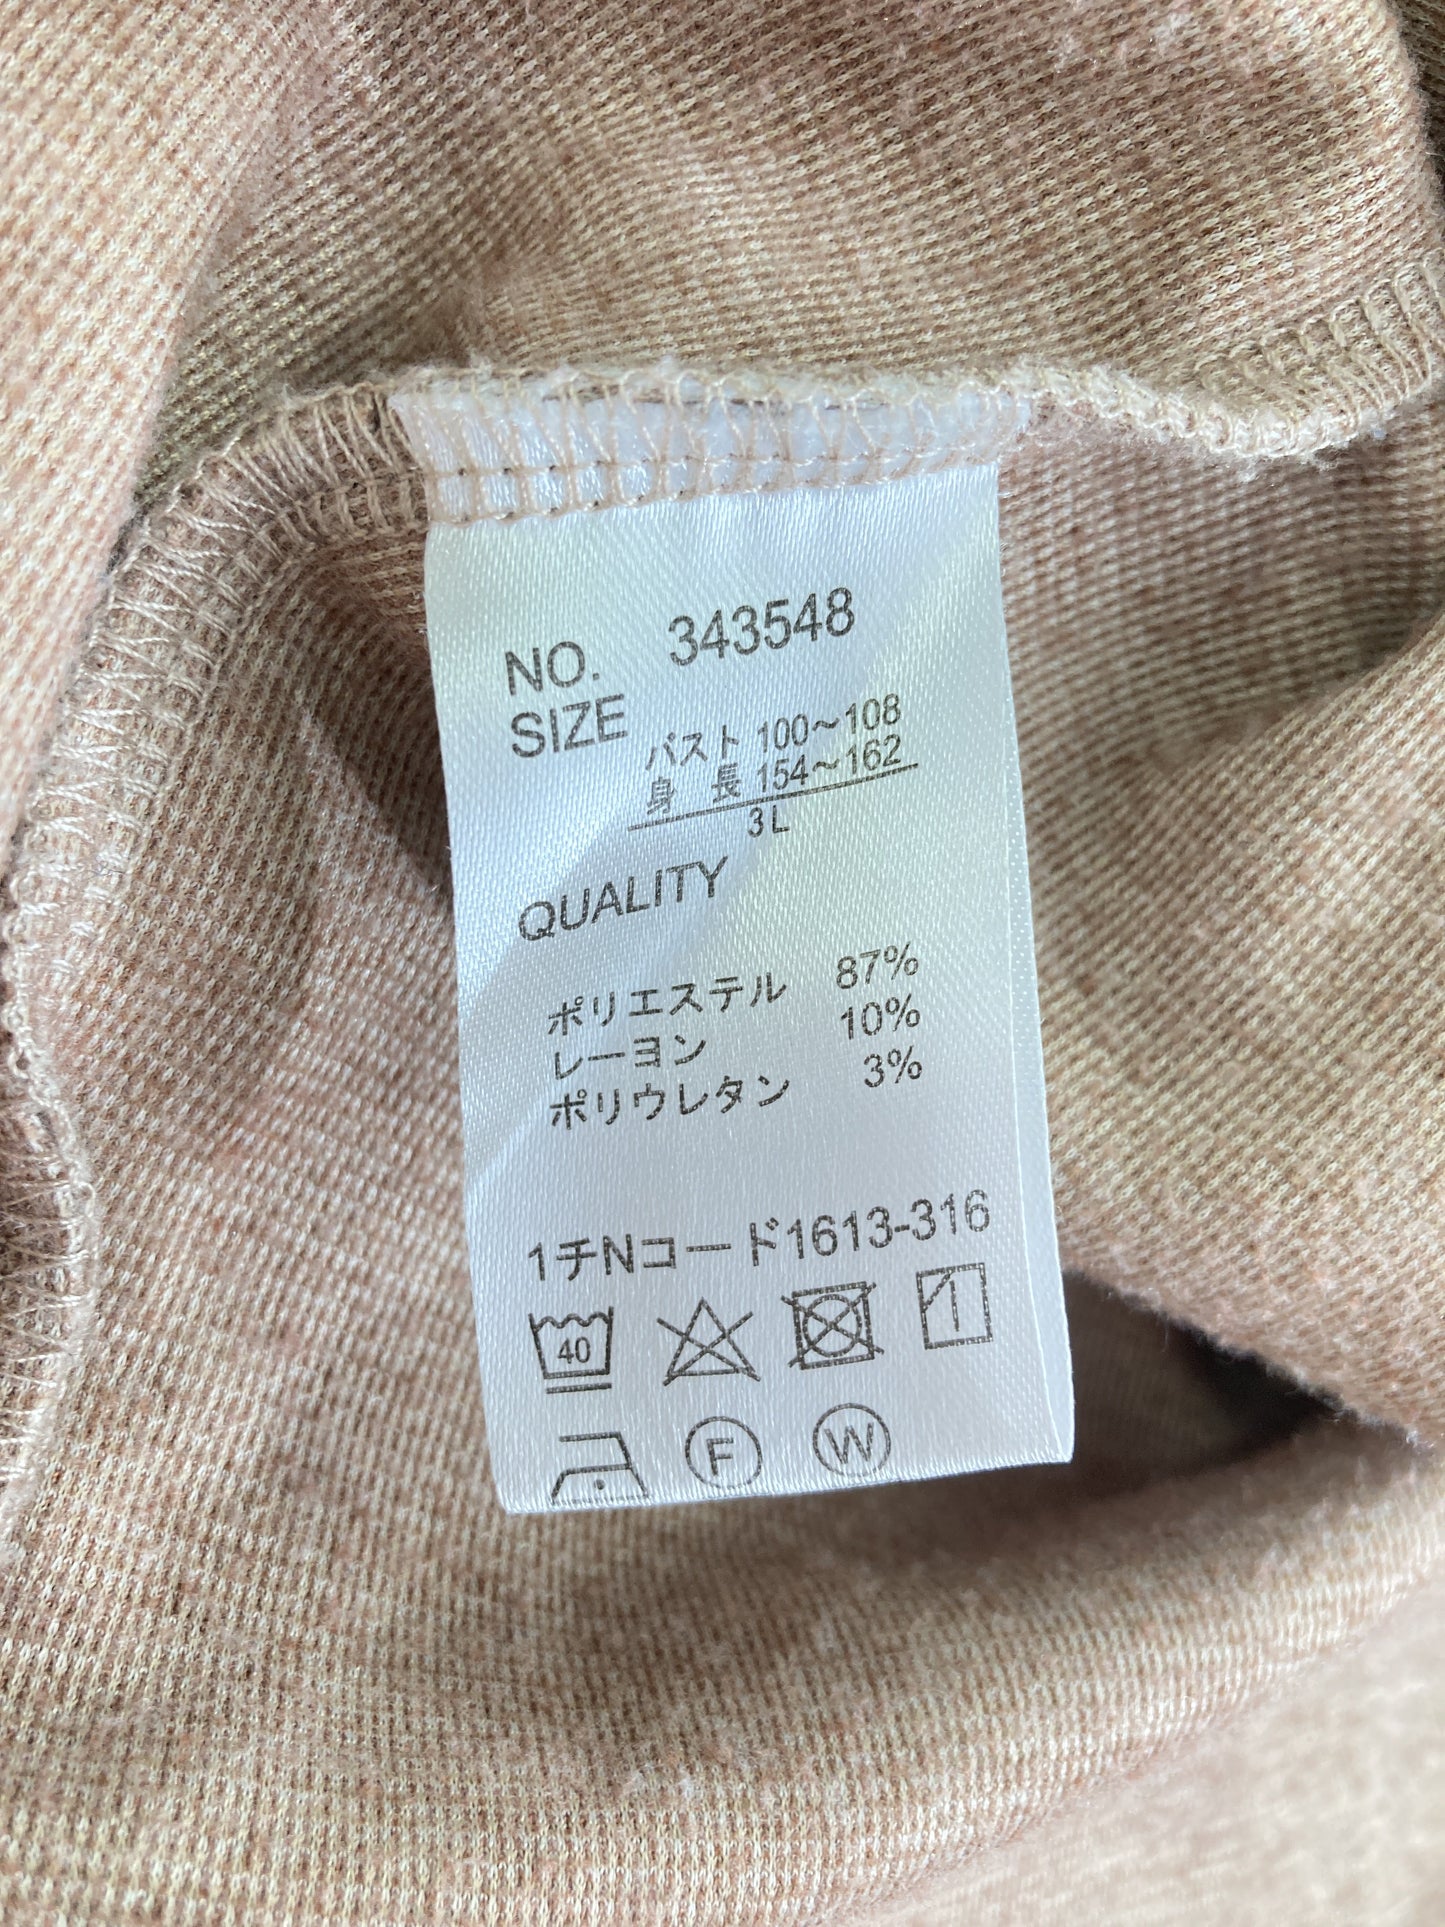 NO. 343548
SIZE
バスト 100~108
身 長 154~162
3L
QUALITY
ポリエステル 87%
レーヨン 10%
ポリウレタン 3%
1チNコード1613-316
40
F W